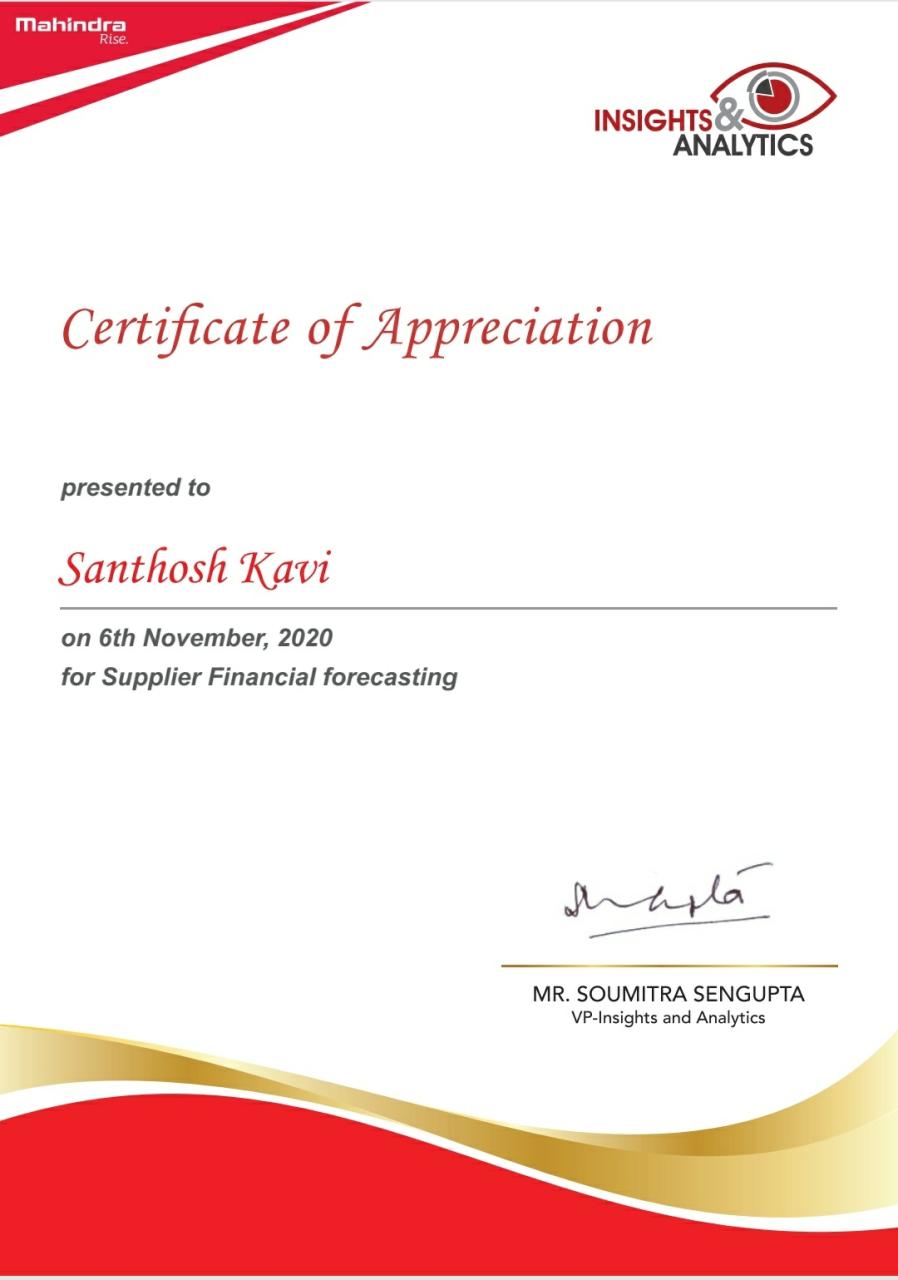 Mahindra
Rise.
INSIGHTS &
ANALYTICS
Certificate of Appreciation
presented to
Santhosh Kavi
on 6th November, 2020
for Supplier Financial forecasting
MR. SOUMITRA SENGUPTA
VP-Insights and Analytics